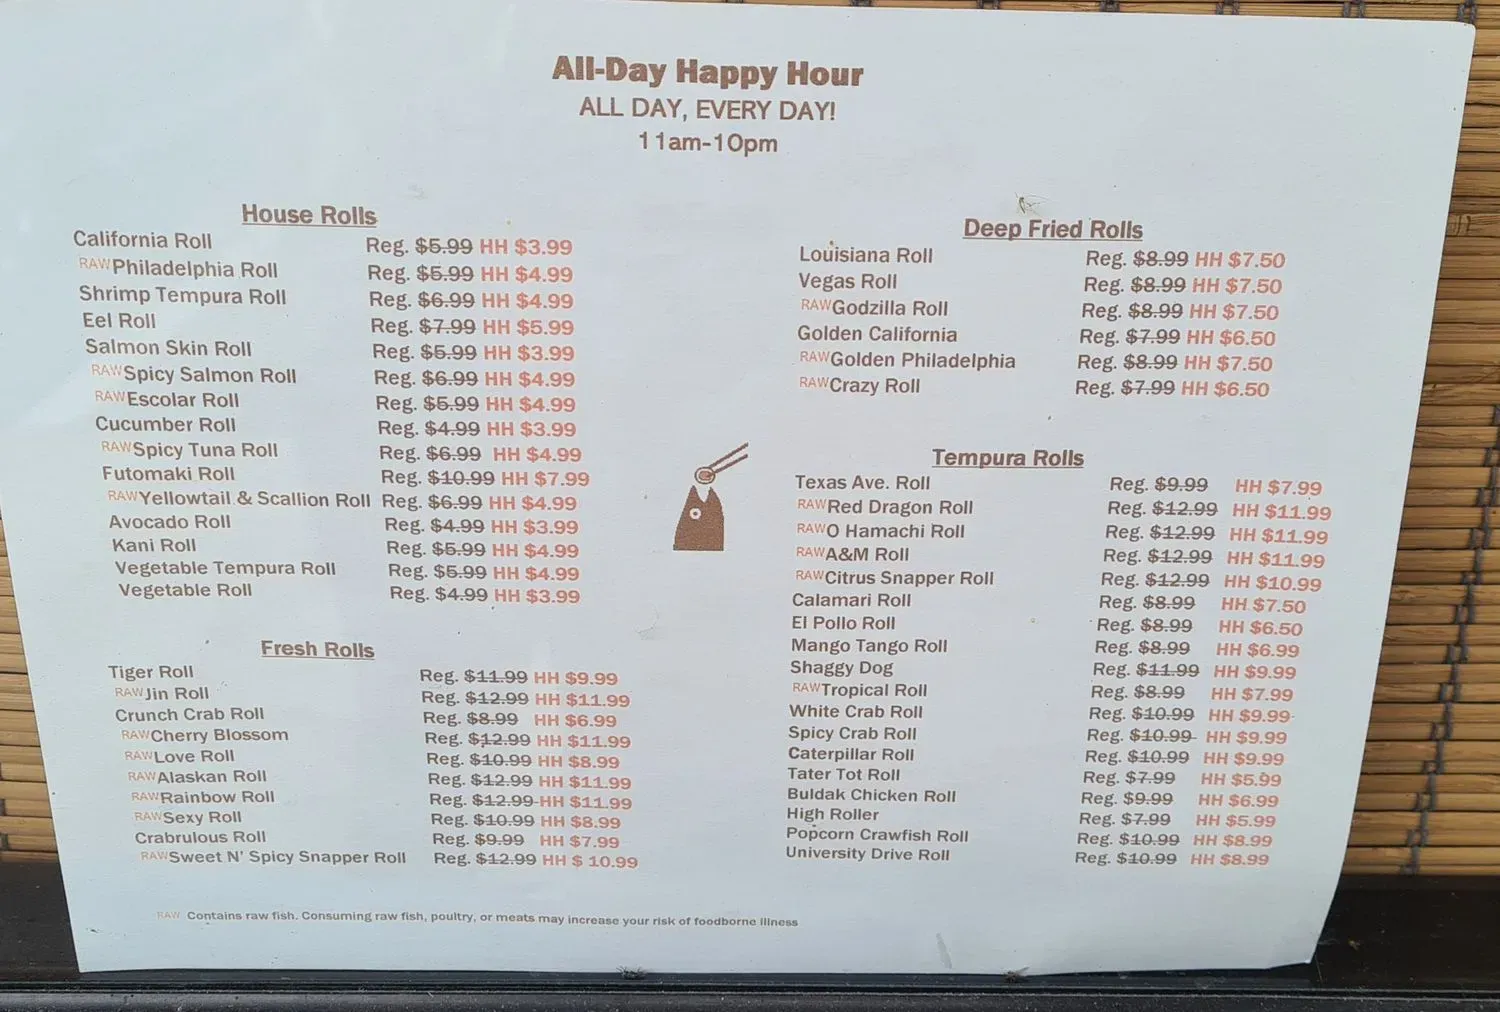 All-Day Happy Hour
ALL DAY, EVERY DAY!
11am-10pm
House Rolls
California Roll Reg. $5.99 HH $3.99
RAW Philadelphia Roll Reg. $5.99 HH $4.99
Shrimp Tempura Roll Reg. $6.99 HH $4.99
Eel Roll Reg. $7.99 HH $5.99
Salmon Skin Roll Reg. $5.99 HH $3.99
RAW Spicy Salmon Roll Reg. $6.99 HH $4.99
RAW Escolar Roll Reg. $5.99 HH $4.99
Cucumber Roll Reg. $4.99 HH $3.99
RAW Spicy Tuna Roll Reg. $6.99 HH $4.99
Futomaki Roll Reg. $10.99 HH $7.99
RAW Yellowtail & Scallion Roll Reg. $6.99 HH $4.99
Avocado Roll Reg. $4.99 HH $3.99
Kani Roll Reg. $5.99 HH $4.99
Vegetable Tempura Roll Reg. $5.99 HH $4.99
Vegetable Roll Reg. $4.99 HH $3.99
Fresh Rolls
Tiger Roll Reg. $11.99 HH $9.99
RAW Jin Roll Reg. $12.99 HH $11.99
Crunch Crab Roll Reg. $8.99 HH $6.99
RAW Cherry Blossom Reg. $12.99 HH $11.99
RAW Love Roll Reg. $10.99 HH $8.99
RAW Alaskan Roll Reg. $12.99 HH $11.99
RAW Rainbow Roll Reg. $12.99 HH $11.99
RAW Sexy Roll Reg. $10.99 HH $8.99
Crabrulous Roll Reg. $9.99 HH $7.99
RAW Sweet N' Spicy Snapper Roll Reg. $12.99 HH $ 10.99
Deep Fried Rolls
Louisiana Roll Reg. $8.99 HH $7.50
Vegas Roll Reg. $8.99 HH $7.50
RAW Godzilla Roll Reg. $8.99 HH $7.50
Golden California Reg. $7.99 HH $6.50
RAW Golden Philadelphia Reg. $8.99 HH $7.50
RAW Crazy Roll Reg. $7.99 HH $6.50
Tempura Rolls
Texas Ave. Roll Reg. $9.99 HH $7.99
RAW Red Dragon Roll Reg. $12.99 HH $11.99
RAW O Hamachi Roll Reg. $12.99 HH $11.99
RAW A&M Roll Reg. $12.99 HH $11.99
RAW Citrus Snapper Roll Reg. $12.99 HH $10.99
Calamari Roll Reg. $8.99 HH $7.50
El Pollo Roll Reg. $8.99 HH $6.50
Mango Tango Roll Reg. $8.99 HH $6.99
Shaggy Dog Reg. $11.99 HH $9.99
RAW Tropical Roll Reg. $8.99 HH $7.99
White Crab Roll Reg. $10.99 HH $9.99
Spicy Crab Roll Reg. $10.99 HH $9.99
Caterpillar Roll Reg. $10.99 HH $9.99
Tater Tot Roll Reg. $7.99 HH $5.99
Buldak Chicken Roll Reg. $9.99 HH $6.99
High Roller Reg. $7.99 HH $5.99
Popcorn Crawfish Roll Reg. $10.99 HH $8.99
University Drive Roll Reg. $10.99 HH $8.99
RAW Contains raw fish. Consuming raw fish, poultry, or meats may increase your risk of foodborne illness